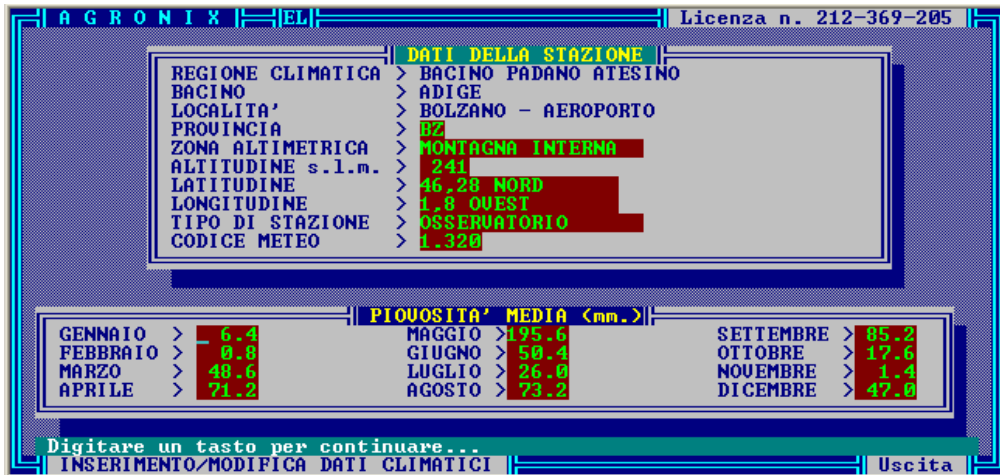 A G R O N I X EL Licenza n. 212-369-205
DATI DELLA STAZIONE
REGIONE CLIMATICA > BACINO PADANO ATESINO
BACINO > ADIGE
LOCALITA' > BOLZANO - AEROPORTO
PROVINCIA > BZ
ZONA ALTIMETRICA > MONTAGNA INTERNA
ALTITUDINE s.l.m. > 241
LATITUDINE > 46,28 NORD
LONGITUDINE > 1,8 OVEST
TIPO DI STAZIONE > OSSERVATORIO
CODICE METEO > 1.320
PIOVOSITA' MEDIA (mm.)
GENNAIO > _ 6.4 MAGGIO >195.6 SETTEMBRE > 85.2
FEBBRAIO > 0.8 GIUGNO > 50.4 OTTOBRE > 17.6
MARZO > 48.6 LUGLIO > 26.0 NOVEMBRE > 1.4
APRILE > 71.2 AGOSTO > 73.2 DICEMBRE > 47.0
Digitare un tasto per continuare...
INSERIMENTO/MODIFICA DATI CLIMATICI Uscita